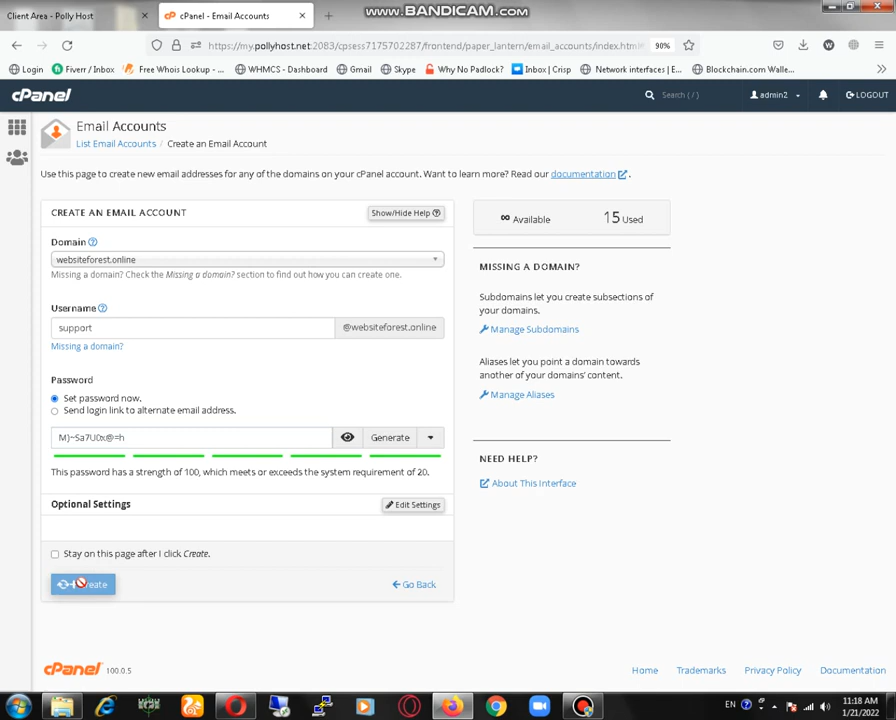 www.BANDICAM.com
Client Area - Polly Host
cPanel - Email Accounts
https://my.pollyhost.net:2083/cpsess7175702287/frontend/paper_lantern/email_accounts/index.htm
90%
Login
Fiverr / Inbox
Free Whois Lookup - ...
WHMCS - Dashboard
Gmail
Skype
Why No Padlock?
Inbox | Crisp
Network interfaces | E...
Blockchain.com Walle...
cPanel
Search ( / )
admin2
LOGOUT
Email Accounts
List Email Accounts / Create an Email Account
Use this page to create new email addresses for any of the domains on your cPanel account. Want to learn more? Read our documentation .
CREATE AN EMAIL ACCOUNT
Show/Hide Help
∞ Available
15 Used
Domain
websiteforest.online
Missing a domain? Check the Missing a domain? section to find out how you can create one.
Username
support
@websiteforest.online
Missing a domain?
Password
Set password now.
Send login link to alternate email address.
M)~Sa7U0x@=h
Generate
This password has a strength of 100, which meets or exceeds the system requirement of 20.
Optional Settings
Edit Settings
Stay on this page after I click Create.
Create
Go Back
MISSING A DOMAIN?
Subdomains let you create subsections of
your domains.
Manage Subdomains
Aliases let you point a domain towards
another of your domains' content.
Manage Aliases
NEED HELP?
About This Interface
cPanel 100.0.5
Home
Trademarks
Privacy Policy
Documentation
EN
11:18 AM
1/21/2022